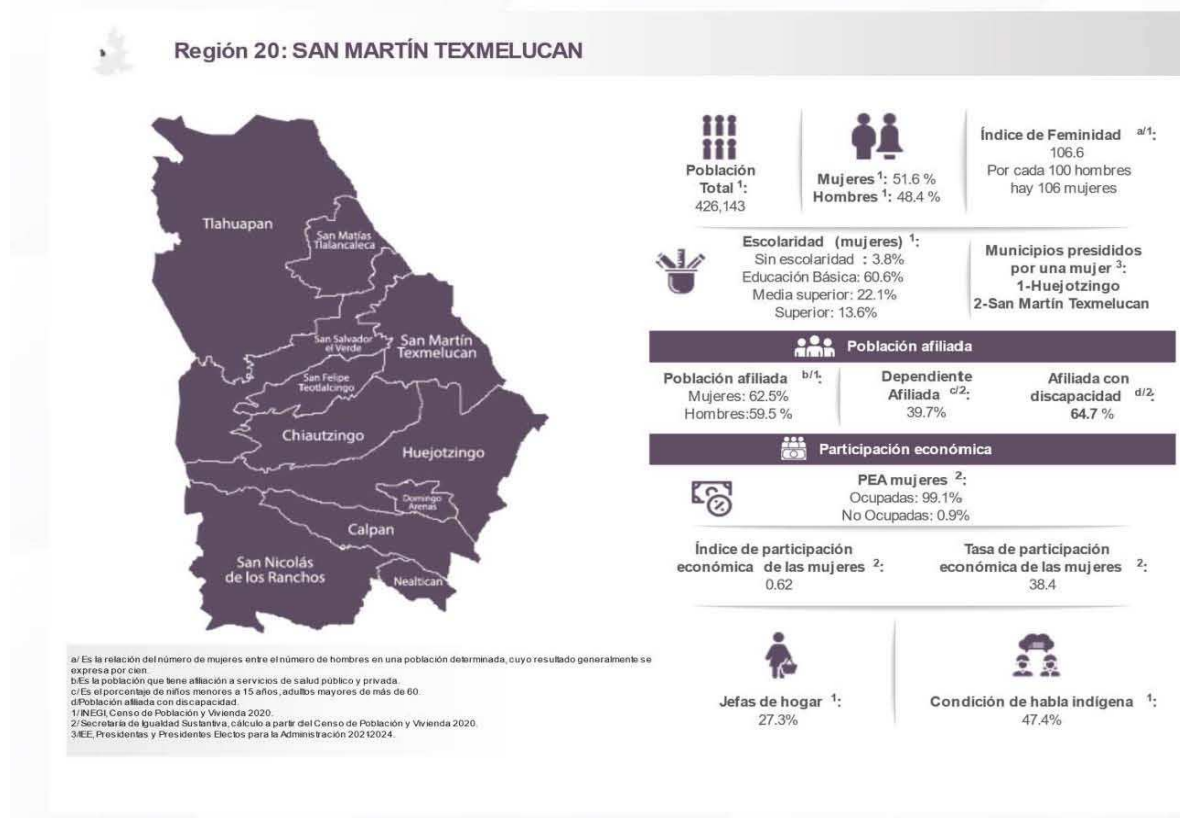 Región 20: SAN MARTÍN TEXMELUCAN
Tlahuapan
San Matías
Tlalancaleca
San Salvador
el Verde
San Martín
Texmelucan
San Felipe
Teotlalcingo
Chiautzingo
Huejotzingo
Domingo
Arenas
Calpan
San Nicolás
de los Ranchos
Nealtican
Población
Total ¹:
426,143
Mujeres ¹: 51.6 %
Hombres ¹: 48.4 %
Índice de Feminidad a/1:
106.6
Por cada 100 hombres
hay 106 mujeres
Escolaridad (mujeres) ¹:
Sin escolaridad : 3.8%
Educación Básica: 60.6%
Media superior: 22.1%
Superior: 13.6%
Municipios presididos
por una mujer ³:
1-Huejotzingo
2-San Martín Texmelucan
Población afiliada
Población afiliada b/1:
Mujeres: 62.5%
Hombres:59.5 %
Dependiente
Afiliada c/2:
39.7%
Afiliada con
discapacidad d/2:
64.7 %
Participación económica
PEA mujeres ²:
Ocupadas: 99.1%
No Ocupadas: 0.9%
Índice de participación
económica de las mujeres ²:
0.62
Tasa de participación
económica de las mujeres ²:
38.4
Jefas de hogar ¹:
27.3%
Condición de habla indígena ¹:
47.4%
a/ Es la relación del número de mujeres entre el número de hombres en una población determinada, cuyo resultado generalmente se
expresa por cien.
b/Es la población que tiene afiliación a servicios de salud público y privada.
c/ Es el porcentaje de niños menores a 15 años, adultos mayores de más de 60.
d/Población afiliada con discapacidad.
1/ INEGI, Censo de Población y Vivienda 2020.
2/ Secretaría de Igualdad Sustantiva, cálculo a partir del Censo de Población y Vivienda 2020.
3/IEE, Presidentas y Presidentes Electos para la Administración 2021-2024.